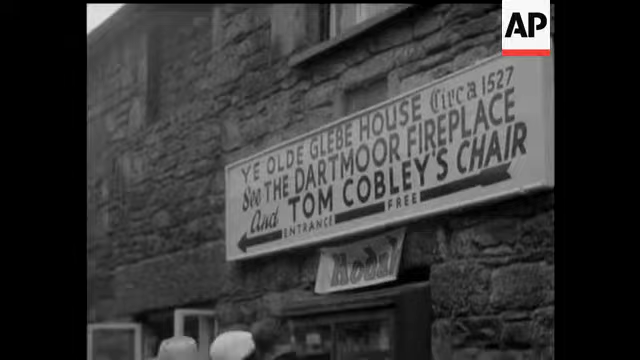 AP
YE OLDE GLEBE HOUSE Circa 1527
See THE DARTMOOR FIREPLACE
And TOM COBLEY'S CHAIR
ENTRANCE FREE
Kodak